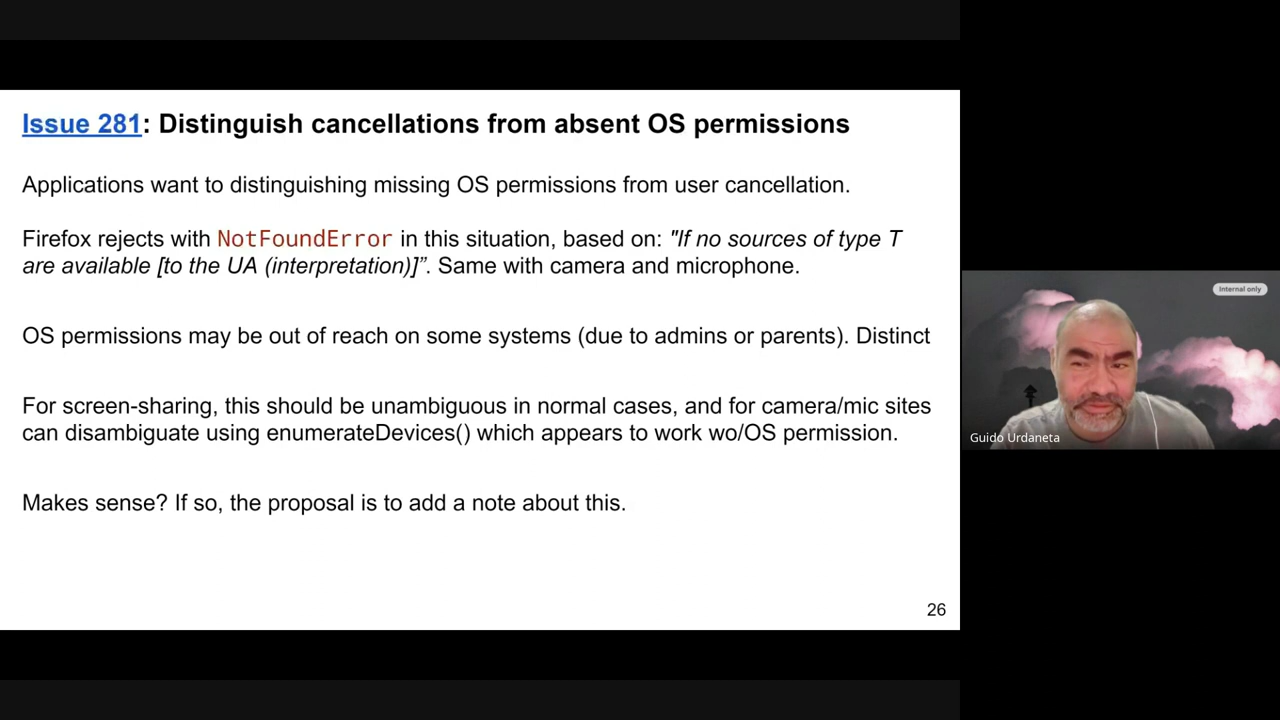 Issue 281: Distinguish cancellations from absent OS permissions
Applications want to distinguishing missing OS permissions from user cancellation.
Firefox rejects with NotFoundError in this situation, based on: "If no sources of type T
are available [to the UA (interpretation)]”. Same with camera and microphone.
OS permissions may be out of reach on some systems (due to admins or parents). Distinct
For screen-sharing, this should be unambiguous in normal cases, and for camera/mic sites
can disambiguate using enumerateDevices() which appears to work wo/OS permission.
Makes sense? If so, the proposal is to add a note about this.
26
Internal only
Guido Urdaneta